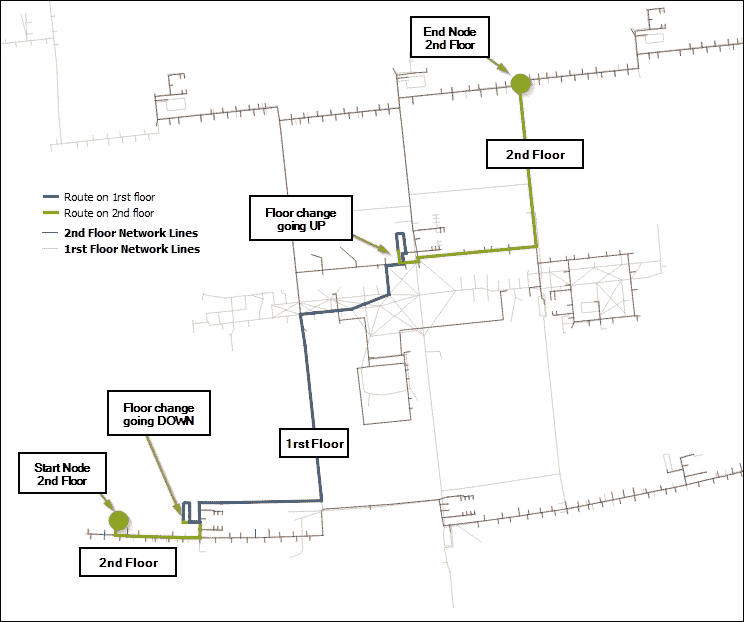 End Node
2nd Floor
2nd Floor
Route on 1rst floor
Route on 2nd floor
2nd Floor Network Lines
1rst Floor Network Lines
Floor change
going UP
Floor change
going DOWN
1rst Floor
Start Node
2nd Floor
2nd Floor